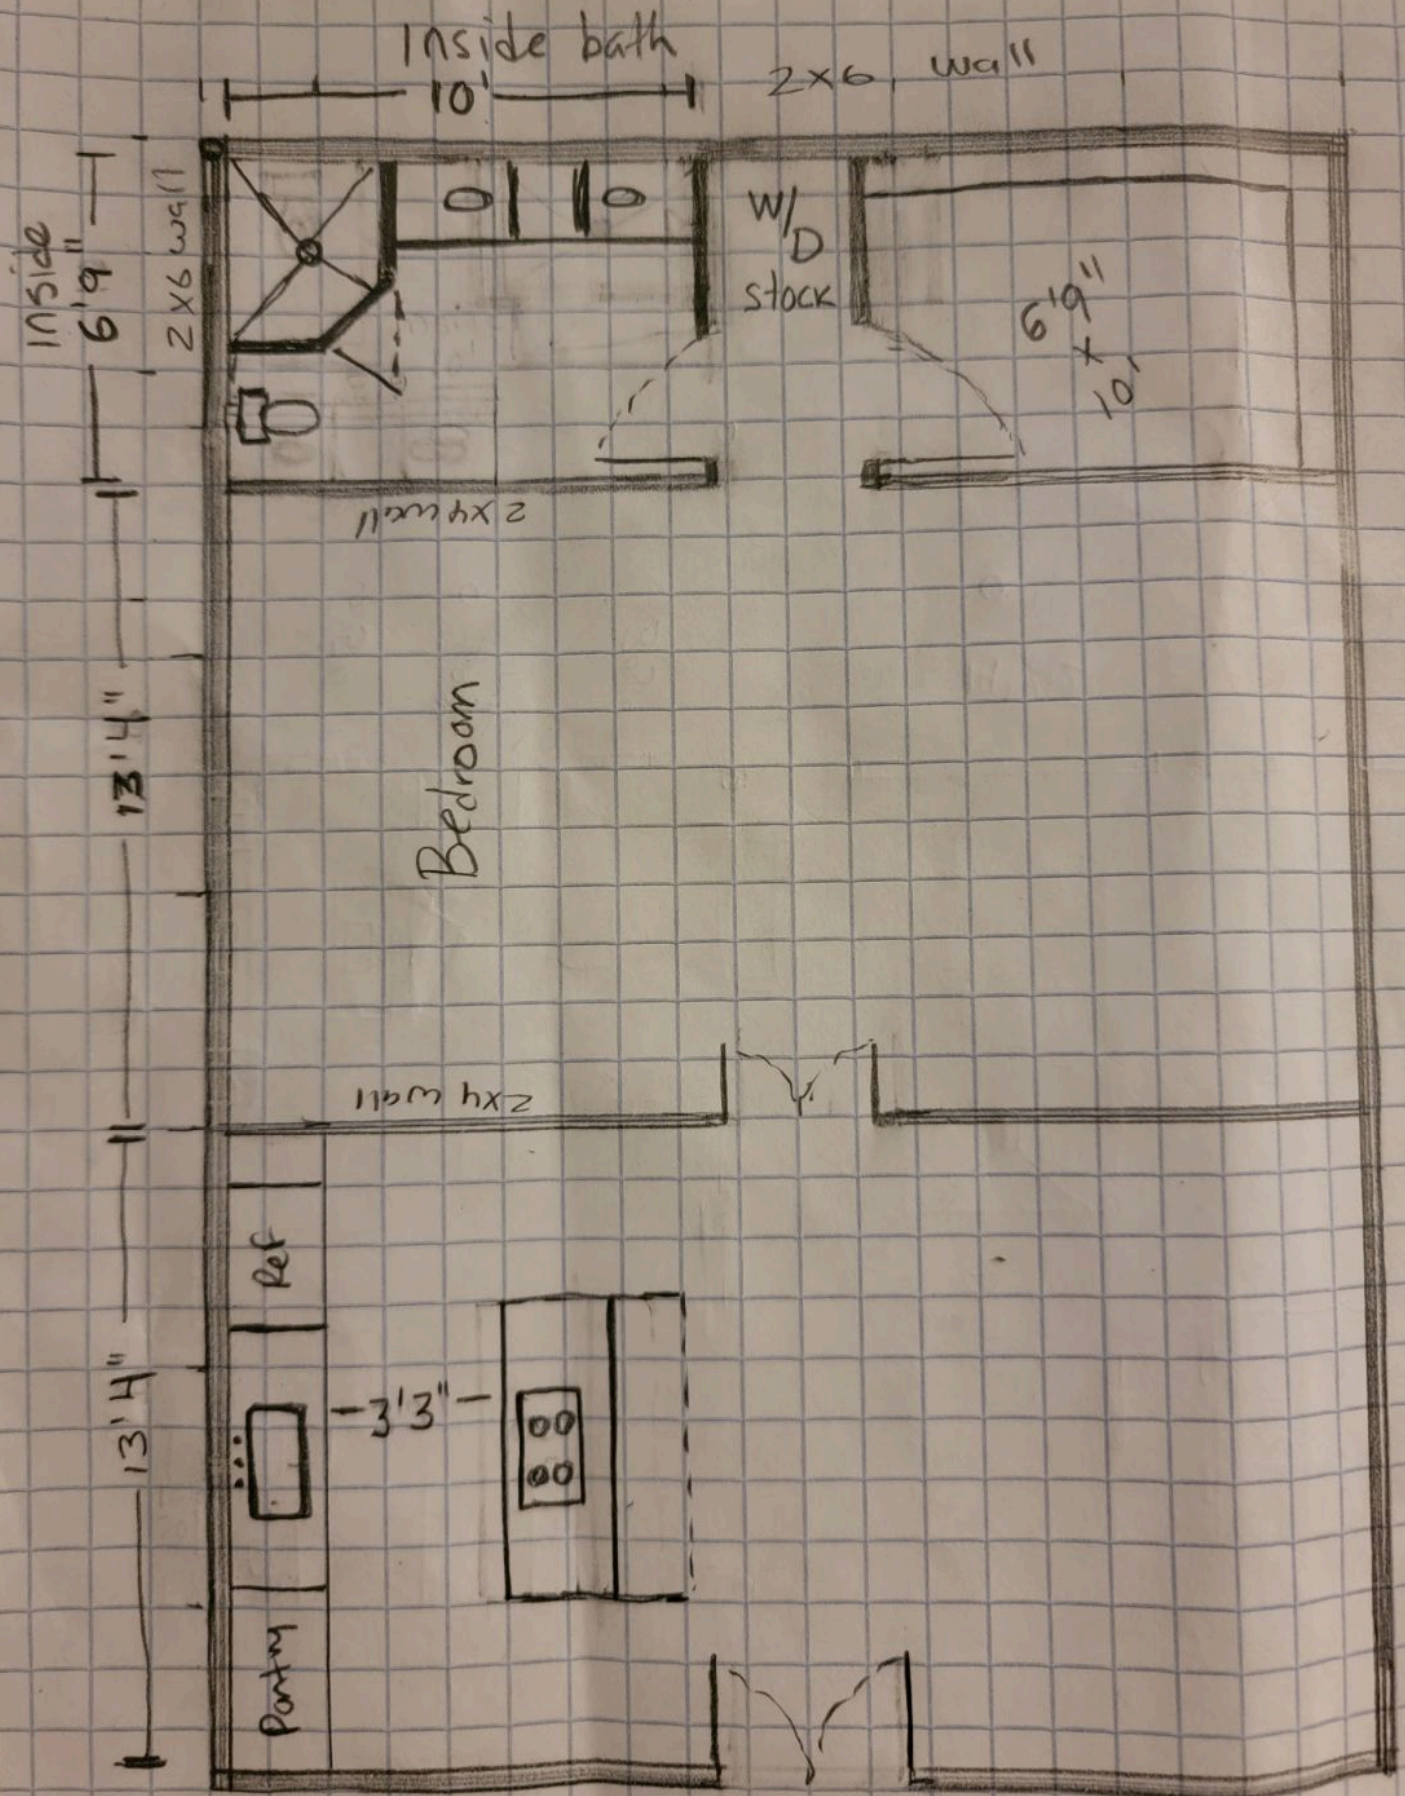 Inside bath
10'
2x6 wall
Inside
6'9"
2x6 wall
W/D
stock
6'9"
x
10'
2x4 wall
13'4"
Bedroom
2x4 wall
Ref
13'4"
-3'3"-
Pantry